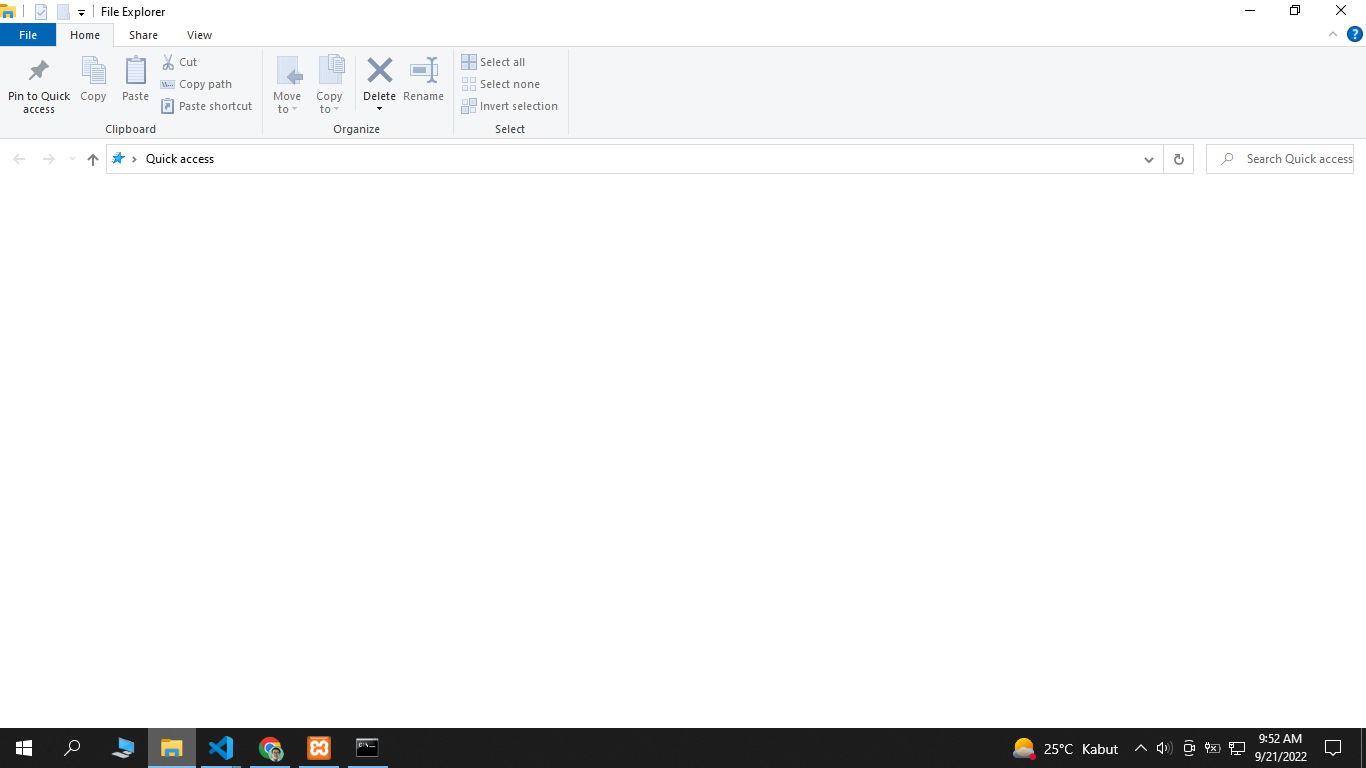 File Explorer
File Home Share View
Pin to Quick access
Copy
Paste
Cut
Copy path
Paste shortcut
Clipboard
Move to
Copy to
Delete
Rename
Organize
Select all
Select none
Invert selection
Select
Quick access
Search Quick access
25°C Kabut
9:52 AM
9/21/2022